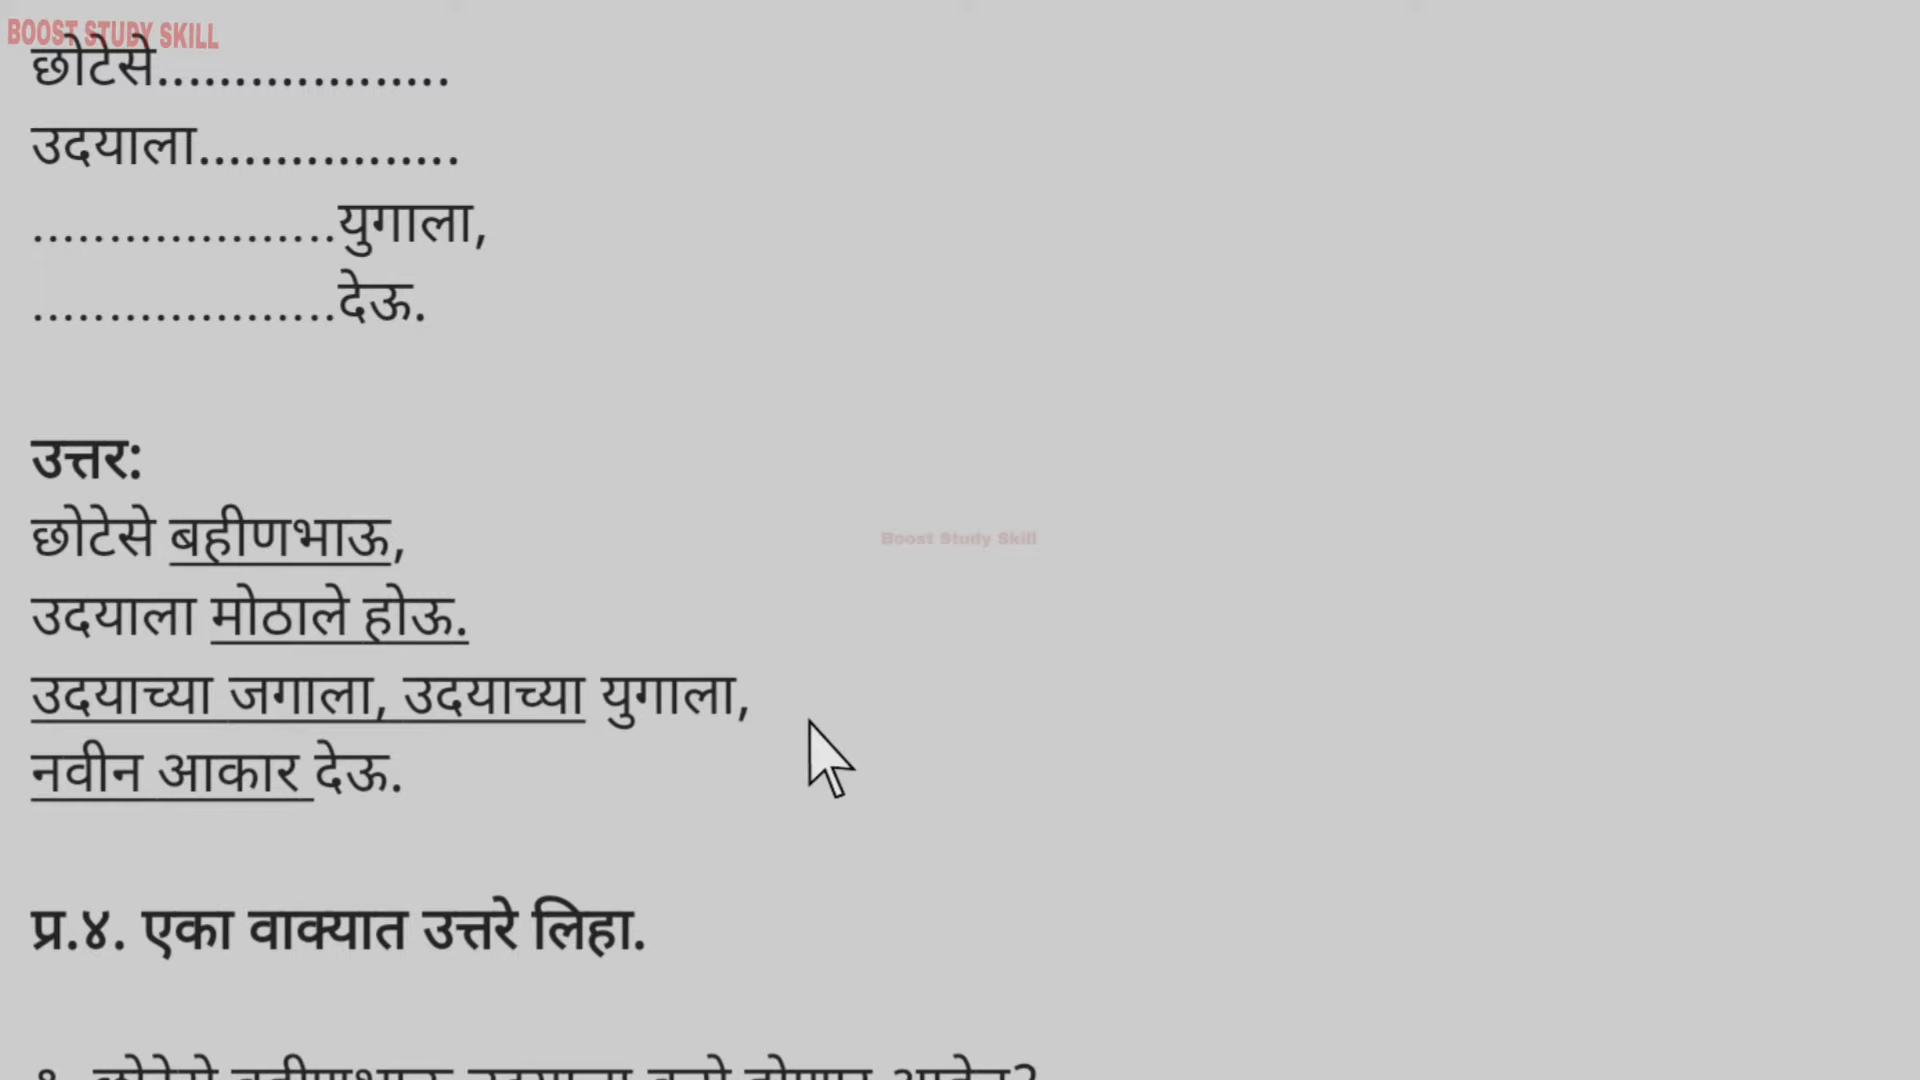 BOOST STUDY SKILL
छोटेसे...................
उदयाला.................
....................युगाला,
....................देऊ.
उत्तर:
छोटेसे बहीणभाऊ,
Boost Study Skill
उदयाला मोठाले होऊ.
उदयाच्या जगाला, उदयाच्या युगाला,
नवीन आकार देऊ.
प्र.४. एका वाक्यात उत्तरे लिहा.